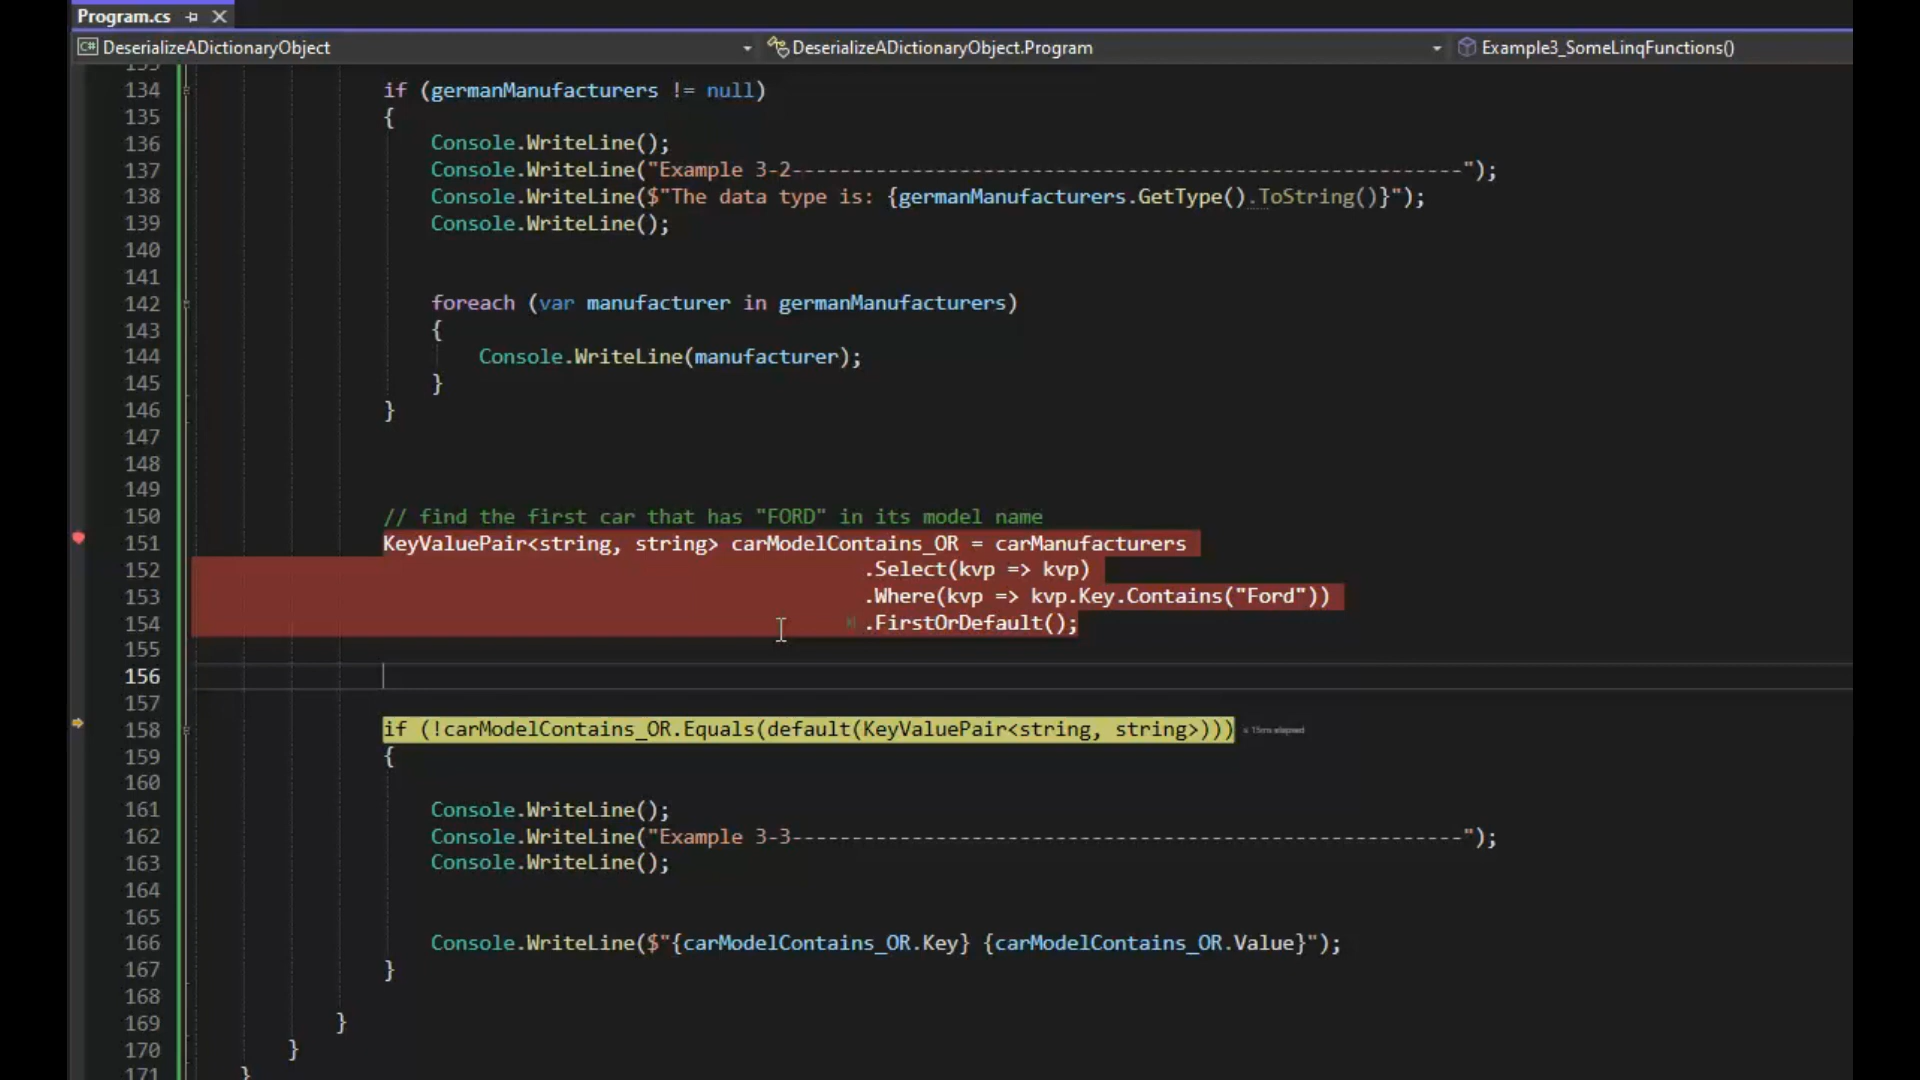 Program.cs
DeserializeADictionaryObject DeserializeADictionaryObject.Program Example3_SomeLinqFunctions()
134 if (germanManufacturers != null)
135 {
136 Console.WriteLine();
137 Console.WriteLine("Example 3-2--------------------------------------------------------");
138 Console.WriteLine($"The data type is: {germanManufacturers.GetType().ToString()}");
139 Console.WriteLine();
140
141
142 foreach (var manufacturer in germanManufacturers)
143 {
144 Console.WriteLine(manufacturer);
145 }
146 }
147
148
149
150 // find the first car that has "FORD" in its model name
151 KeyValuePair<string, string> carModelContains_OR = carManufacturers
152 .Select(kvp => kvp)
153 .Where(kvp => kvp.Key.Contains("Ford"))
154 .FirstOrDefault();
155
156
157
158 if (!carModelContains_OR.Equals(default(KeyValuePair<string, string>))) ≤ 15ms elapsed
159 {
160
161 Console.WriteLine();
162 Console.WriteLine("Example 3-3--------------------------------------------------------");
163 Console.WriteLine();
164
165
166 Console.WriteLine($"{carModelContains_OR.Key} {carModelContains_OR.Value}");
167 }
168
169 }
170 }
171 }